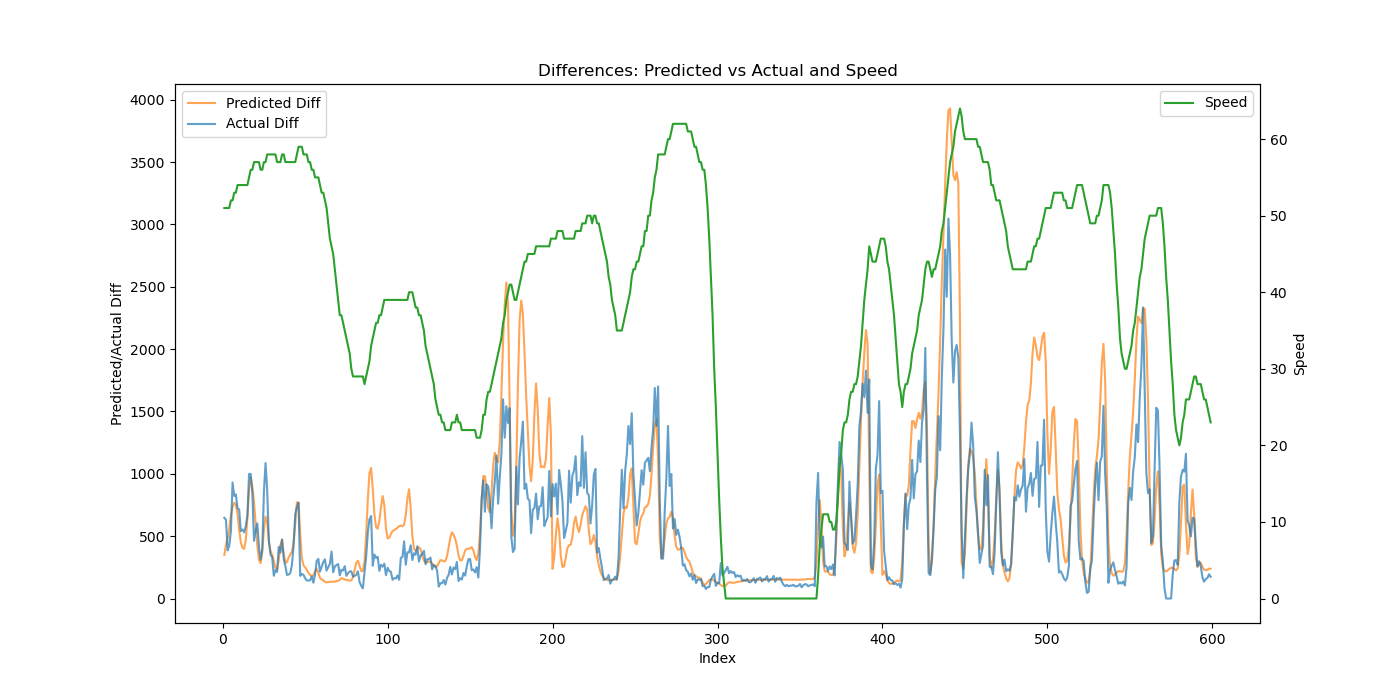 Differences: Predicted vs Actual and Speed
Predicted Diff
Actual Diff
Speed
4000
3500
3000
2500
2000
1500
1000
500
0
Predicted/Actual Diff
60
50
40
30
20
10
0
Speed
0 100 200 300 400 500 600
Index